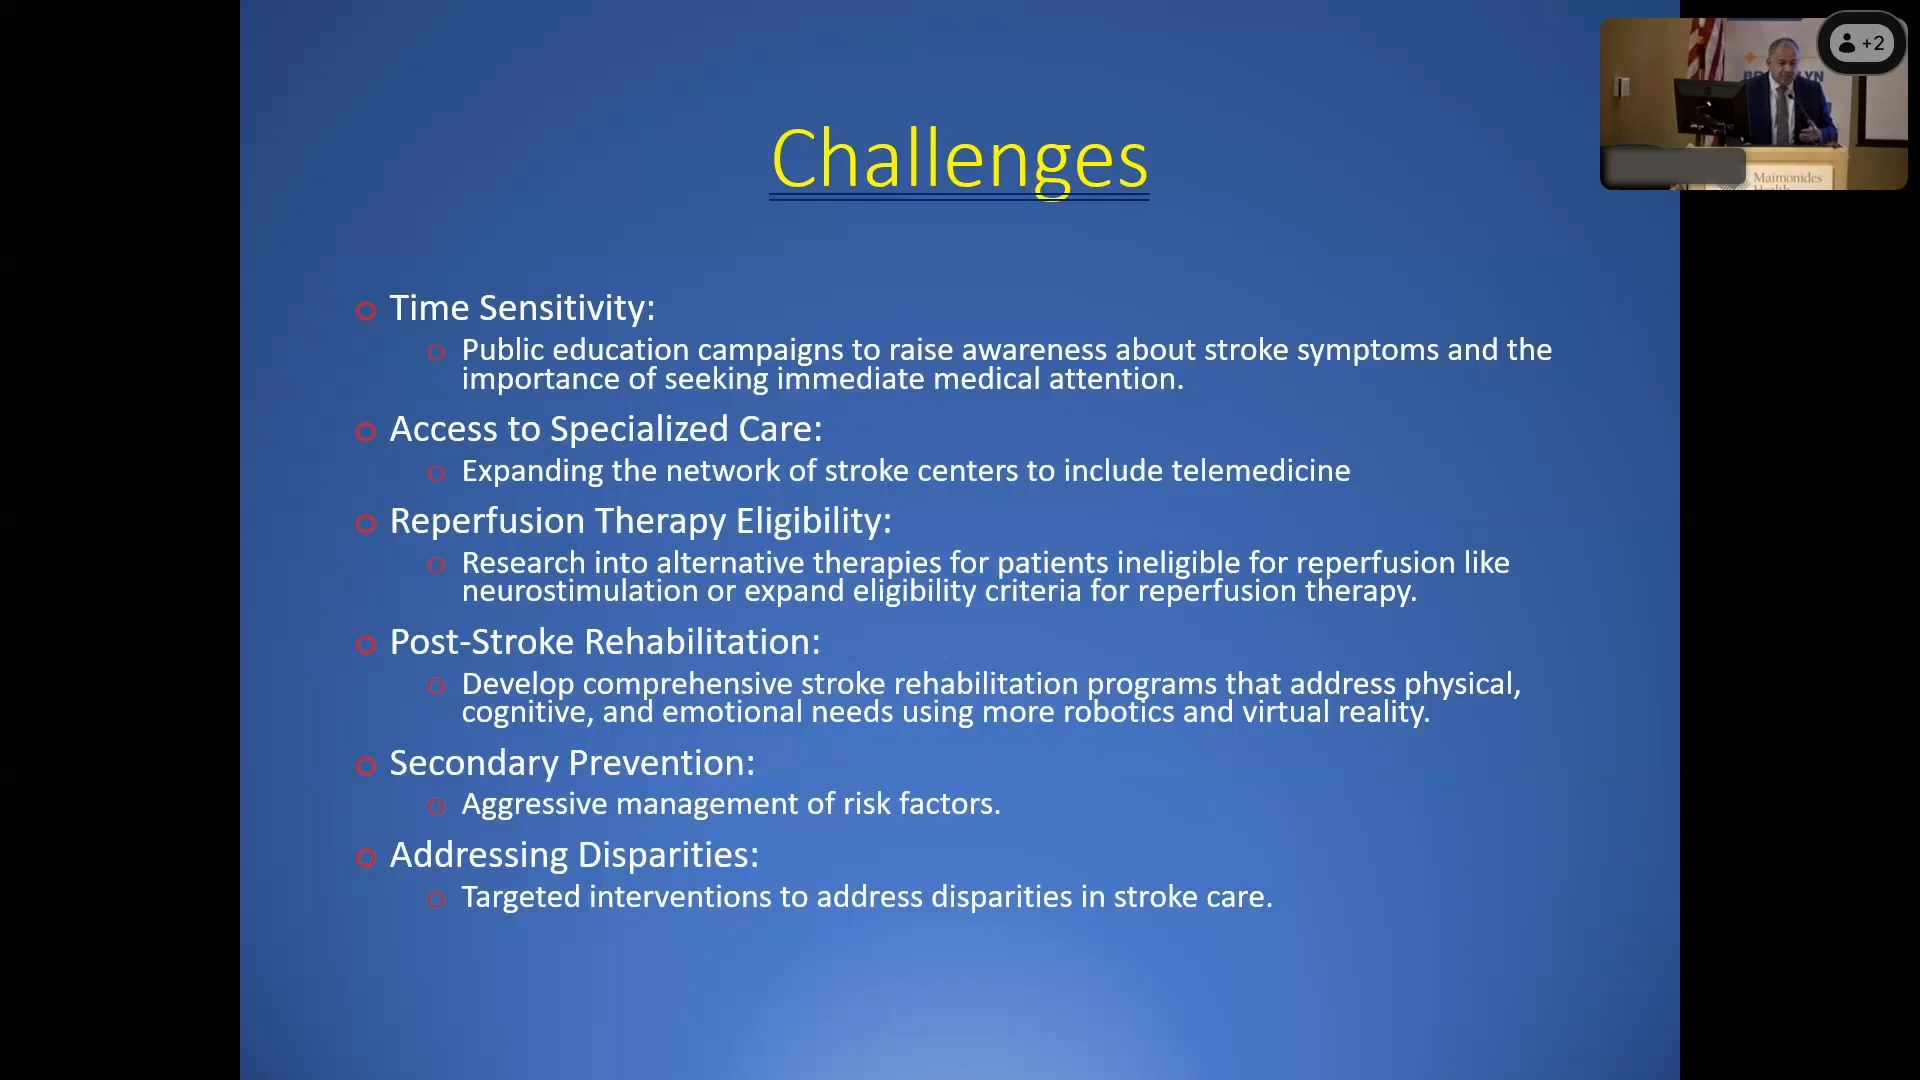 Challenges
Time Sensitivity:
Public education campaigns to raise awareness about stroke symptoms and the
importance of seeking immediate medical attention.
Access to Specialized Care:
Expanding the network of stroke centers to include telemedicine
Reperfusion Therapy Eligibility:
Research into alternative therapies for patients ineligible for reperfusion like
neurostimulation or expand eligibility criteria for reperfusion therapy.
Post-Stroke Rehabilitation:
Develop comprehensive stroke rehabilitation programs that address physical,
cognitive, and emotional needs using more robotics and virtual reality.
Secondary Prevention:
Aggressive management of risk factors.
Addressing Disparities:
Targeted interventions to address disparities in stroke care.
+2
Maimonides